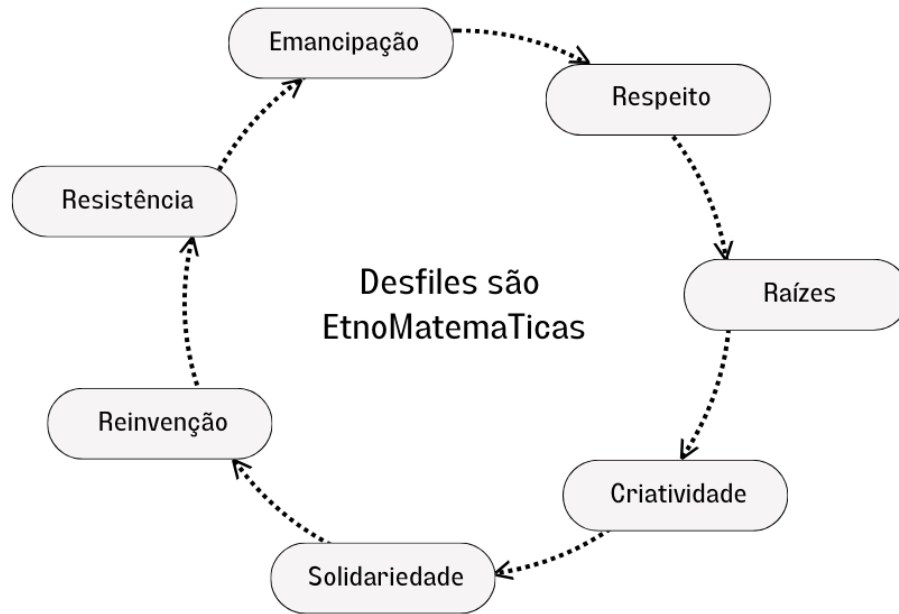 Emancipação
Respeito
Resistência
Raízes
Desfiles são
EtnoMatemaTicas
Reinvenção
Criatividade
Solidariedade